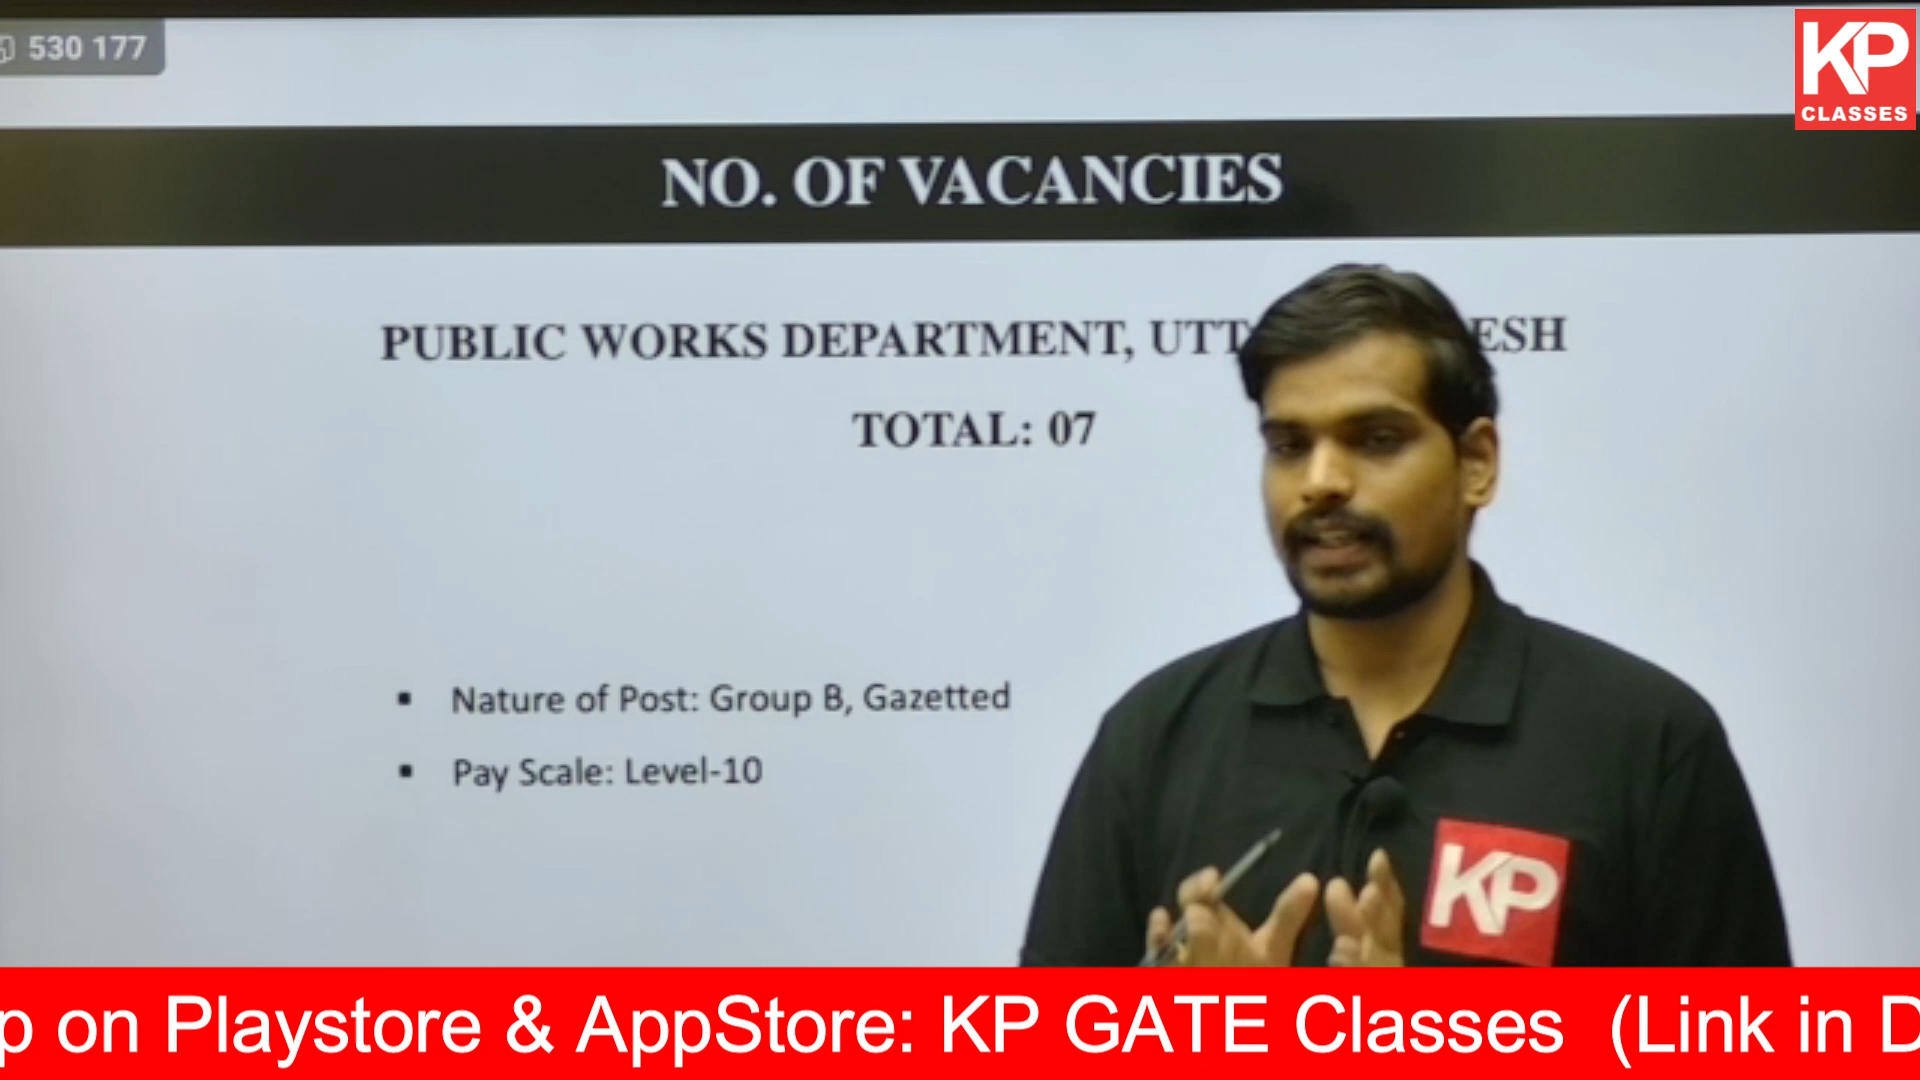 530 177
KP
CLASSES
NO. OF VACANCIES
PUBLIC WORKS DEPARTMENT, UTT ESH
TOTAL: 07
▪ Nature of Post: Group B, Gazetted
▪ Pay Scale: Level-10
KP
p on Playstore & AppStore: KP GATE Classes (Link in D